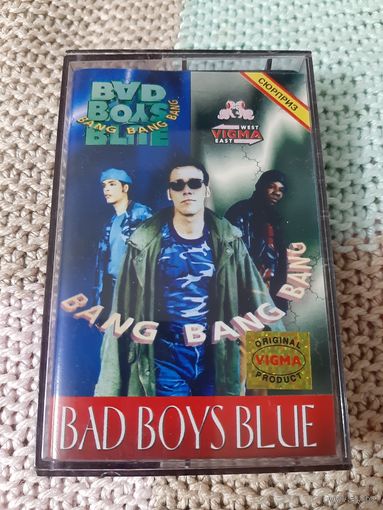 BAD
BOYS
BANG BANG BANG
BLUE
СЮРПРИЗ
WEST
VIGMA
EAST
BANG BANG BANG
ORIGINAL
VIGMA
PRODUCT
BAD BOYS BLUE